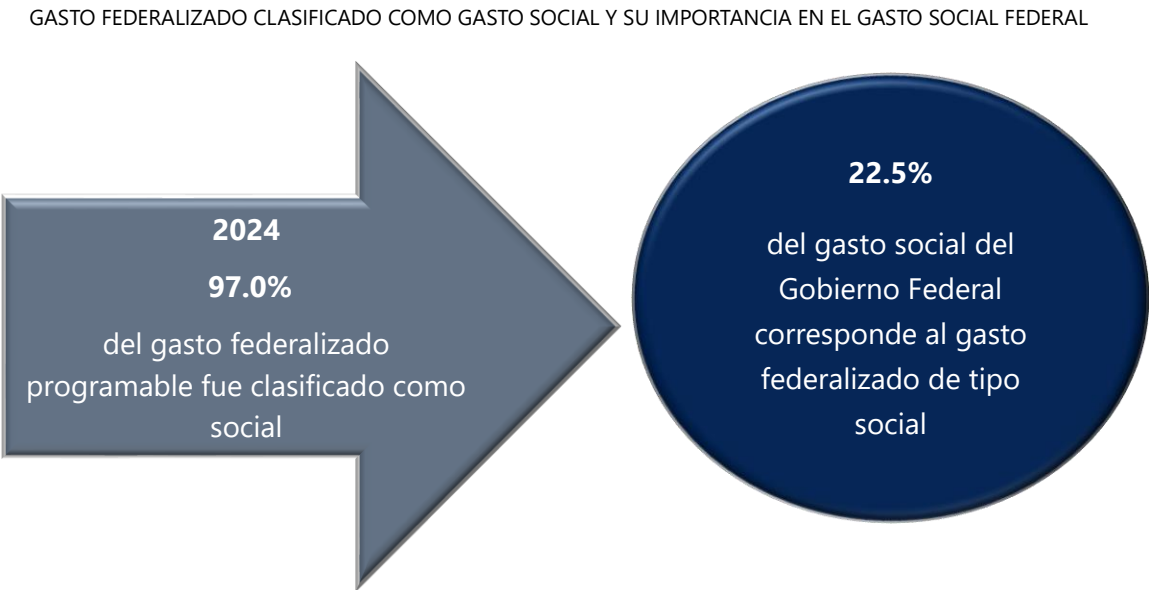 GASTO FEDERALIZADO CLASIFICADO COMO GASTO SOCIAL Y SU IMPORTANCIA EN EL GASTO SOCIAL FEDERAL
2024
97.0%
del gasto federalizado
programable fue clasificado como
social
22.5%
del gasto social del
Gobierno Federal
corresponde al gasto
federalizado de tipo
social